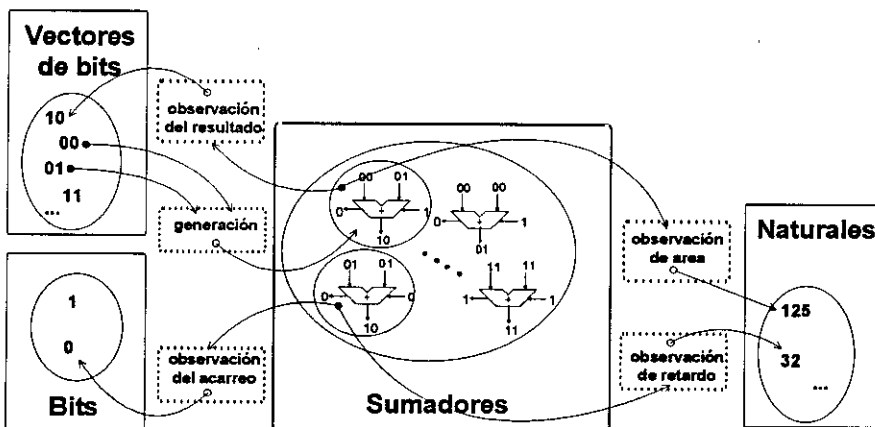 Vectores
de bits
10
00
01
11
...
observación
del resultado
generación
1
0
Bits
observación
del acarreo
00 01
0 + 1
10
00 00
0 + 1
01
01 01
0 + 0
10
11 11
1 + 1
11
Sumadores
observación
de area
observación
de retardo
Naturales
125
32
...